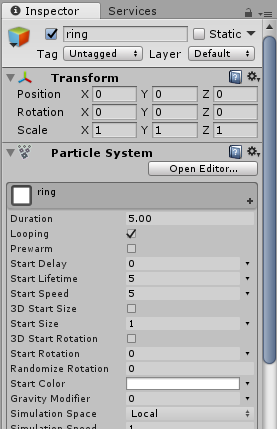 Inspector Services
ring Static
Tag Untagged Layer Default
Transform
Position X 0 Y 0 Z 0
Rotation X 0 Y 0 Z 0
Scale X 1 Y 1 Z 1
Particle System
Open Editor...
ring
Duration 5.00
Looping
Prewarm
Start Delay 0
Start Lifetime 5
Start Speed 5
3D Start Size
Start Size 1
3D Start Rotation
Start Rotation 0
Randomize Rotation 0
Start Color
Gravity Modifier 0
Simulation Space Local
Simulation Speed 1